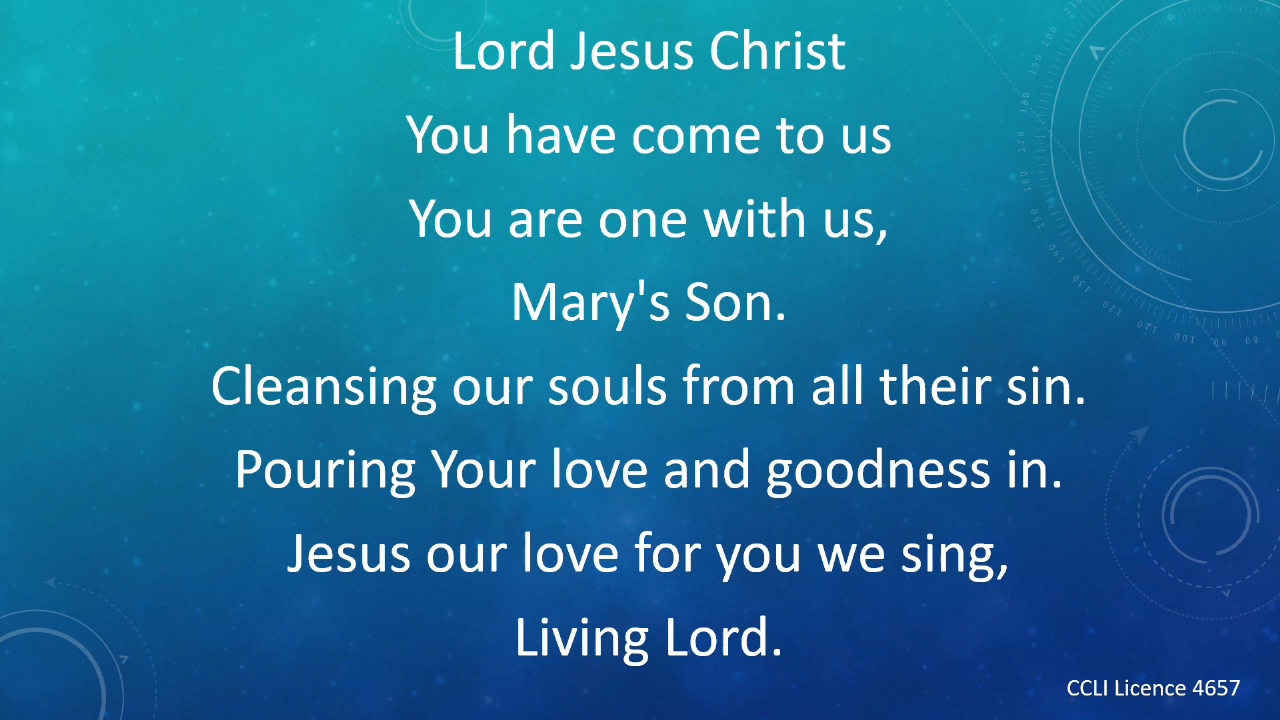 Lord Jesus Christ
You have come to us
You are one with us,
Mary's Son.
Cleansing our souls from all their sin.
Pouring Your love and goodness in.
Jesus our love for you we sing,
Living Lord.
CCLI Licence 4657